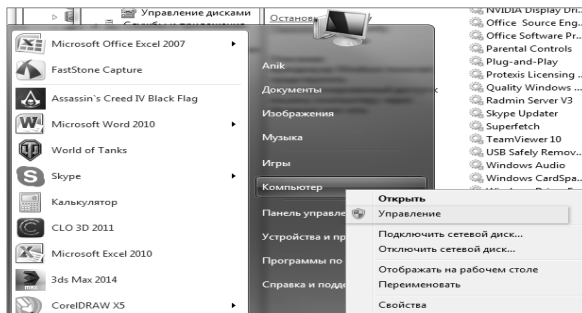 Управление дисками
Останов
Microsoft Office Excel 2007
FastStone Capture
Assassin`s Creed IV Black Flag
Microsoft Word 2010
World of Tanks
Skype
Калькулятор
CLO 3D 2011
Microsoft Excel 2010
3ds Max 2014
CorelDRAW X5
Anik
Документы
Изображения
Музыка
Игры
Компьютер
Панель управле
Устройства и пр
Программы по
Справка и подде
Открыть
Управление
Подключить сетевой диск...
Отключить сетевой диск...
Отображать на рабочем столе
Переименовать
Свойства
NVIDIA Display Dri...
Office Source Eng...
Office Software Pr...
Parental Controls
Plug-and-Play
Protexis Licensing ...
Quality Windows ...
Radmin Server V3
Skype Updater
Superfetch
TeamViewer 10
USB Safely Remov...
Windows Audio
Windows CardSpa...